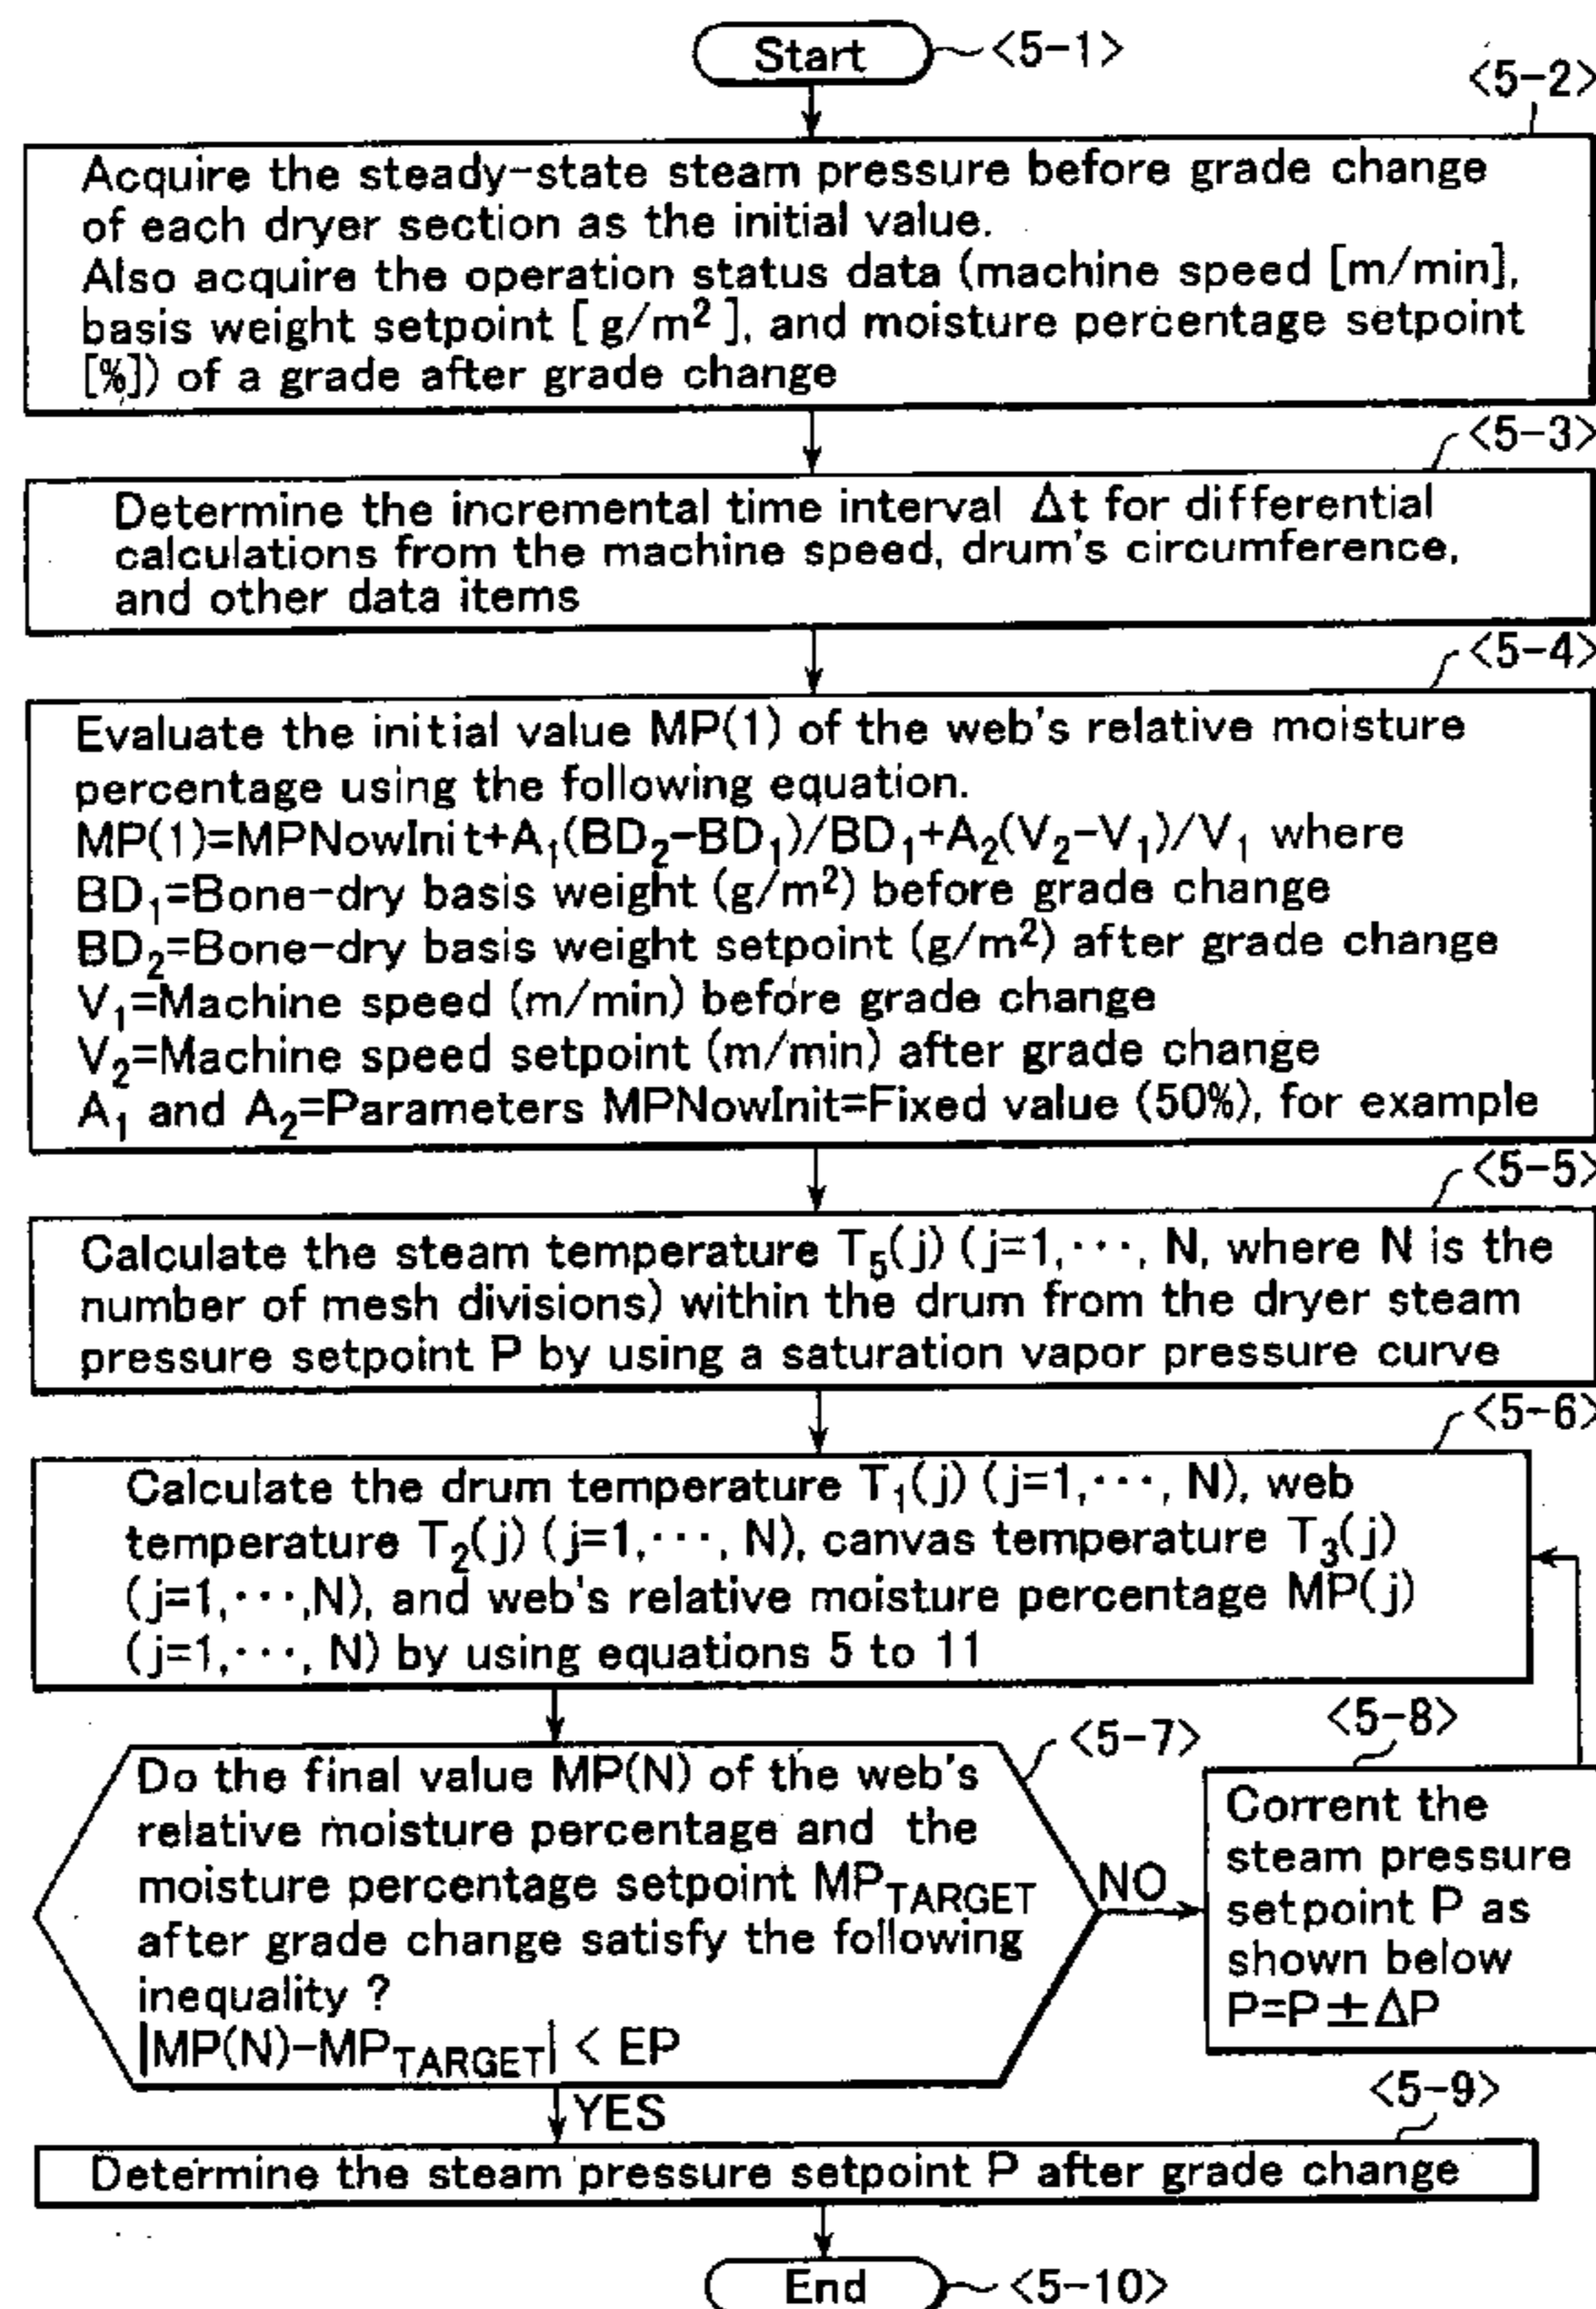 Start <5-1>
<5-2>
Acquire the steady-state steam pressure before grade change
of each dryer section as the initial value.
Also acquire the operation status data (machine speed [m/min],
basis weight setpoint [ g/m² ], and moisture percentage setpoint
[%]) of a grade after grade change
<5-3>
Determine the incremental time interval Δt for differential
calculations from the machine speed, drum's circumference,
and other data items
<5-4>
Evaluate the initial value MP(1) of the web's relative moisture
percentage using the following equation.
MP(1)=MPNowInit+A₁(BD₂-BD₁)/BD₁+A₂(V₂-V₁)/V₁ where
BD₁=Bone-dry basis weight (g/m²) before grade change
BD₂=Bone-dry basis weight setpoint (g/m²) after grade change
V₁=Machine speed (m/min) before grade change
V₂=Machine speed setpoint (m/min) after grade change
A₁ and A₂=Parameters MPNowInit=Fixed value (50%), for example
<5-5>
Calculate the steam temperature T₅(j) (j=1,···, N, where N is the
number of mesh divisions) within the drum from the dryer steam
pressure setpoint P by using a saturation vapor pressure curve
<5-6>
Calculate the drum temperature T₁(j) (j=1,···, N), web
temperature T₂(j) (j=1,···, N), canvas temperature T₃(j)
(j=1,···,N), and web's relative moisture percentage MP(j)
(j=1,···, N) by using equations 5 to 11
<5-7>
Do the final value MP(N) of the web's
relative moisture percentage and the
moisture percentage setpoint MP_TARGET
after grade change satisfy the following
inequality ?
|MP(N)-MP_TARGET| < EP
NO
<5-8>
Corrent the
steam pressure
setpoint P as
shown below
P=P±ΔP
YES
<5-9>
Determine the steam pressure setpoint P after grade change
End <5-10>